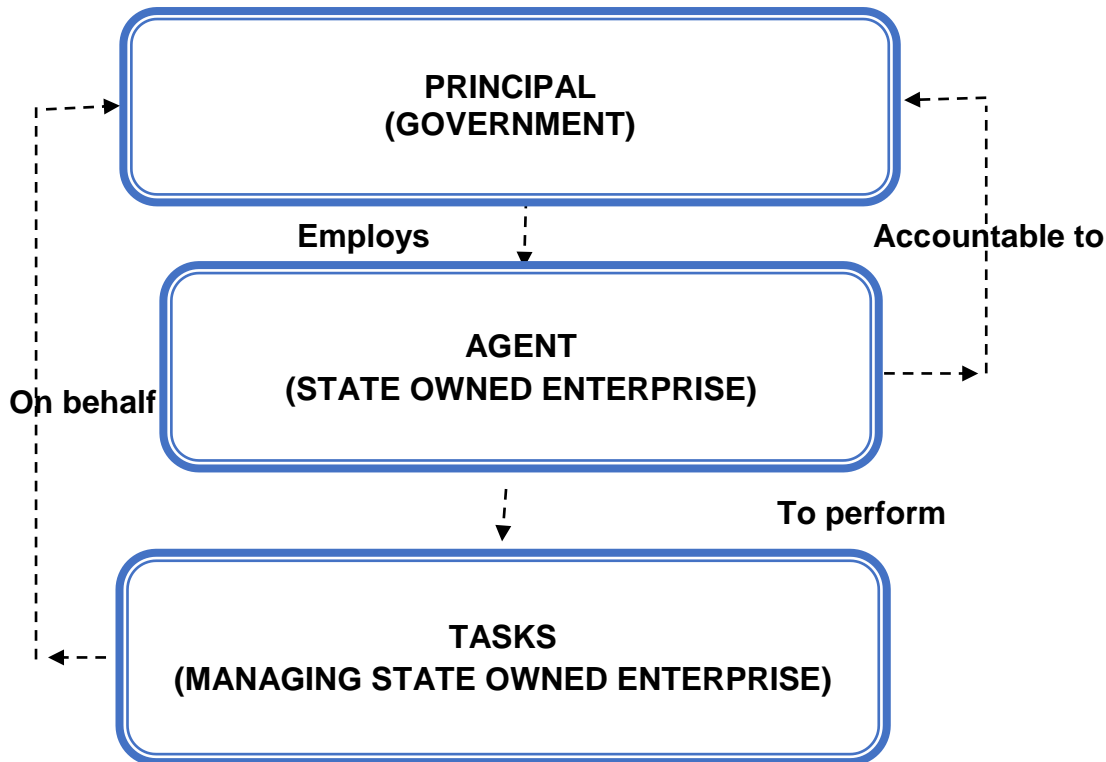 PRINCIPAL
(GOVERNMENT)
Employs
Accountable to
AGENT
(STATE OWNED ENTERPRISE)
On behalf
To perform
TASKS
(MANAGING STATE OWNED ENTERPRISE)